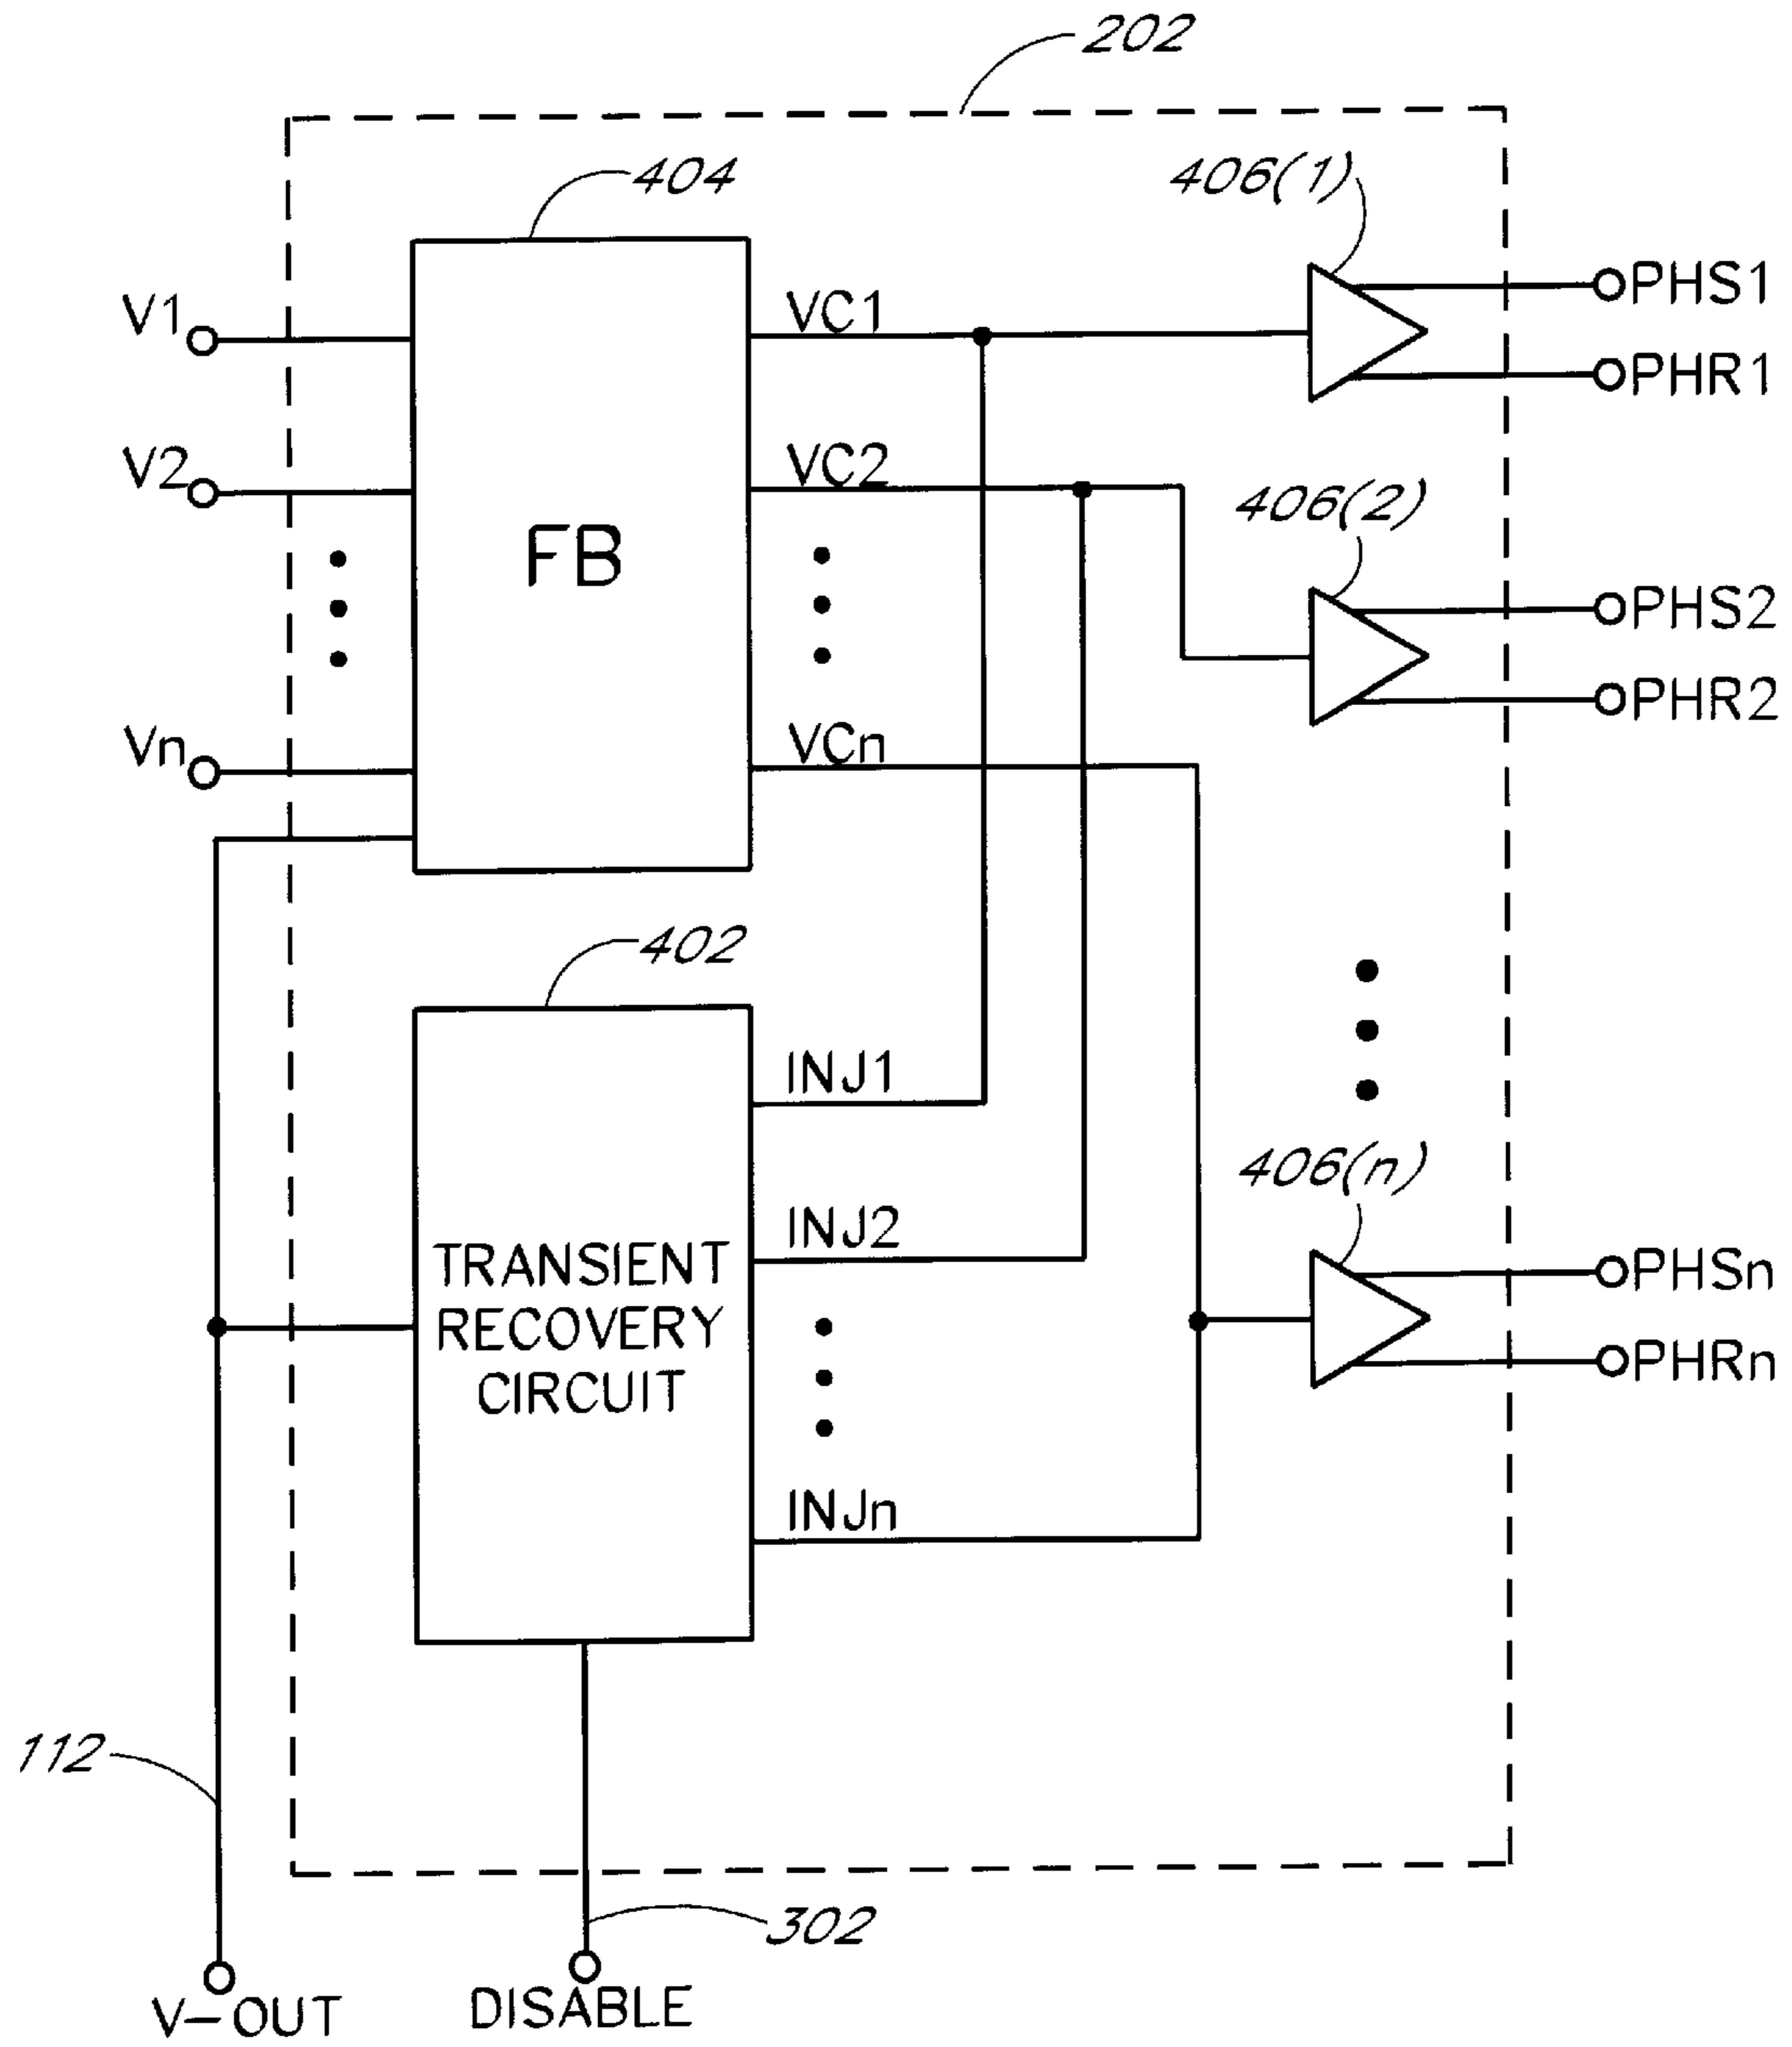 202
404
406(1)
V1
VC1
PHS1
PHR1
V2
VC2
406(2)
FB
PHS2
PHR2
Vn
VCn
402
INJ1
406(n)
INJ2
TRANSIENT
RECOVERY
CIRCUIT
PHSn
PHRn
INJn
112
302
V-OUT
DISABLE